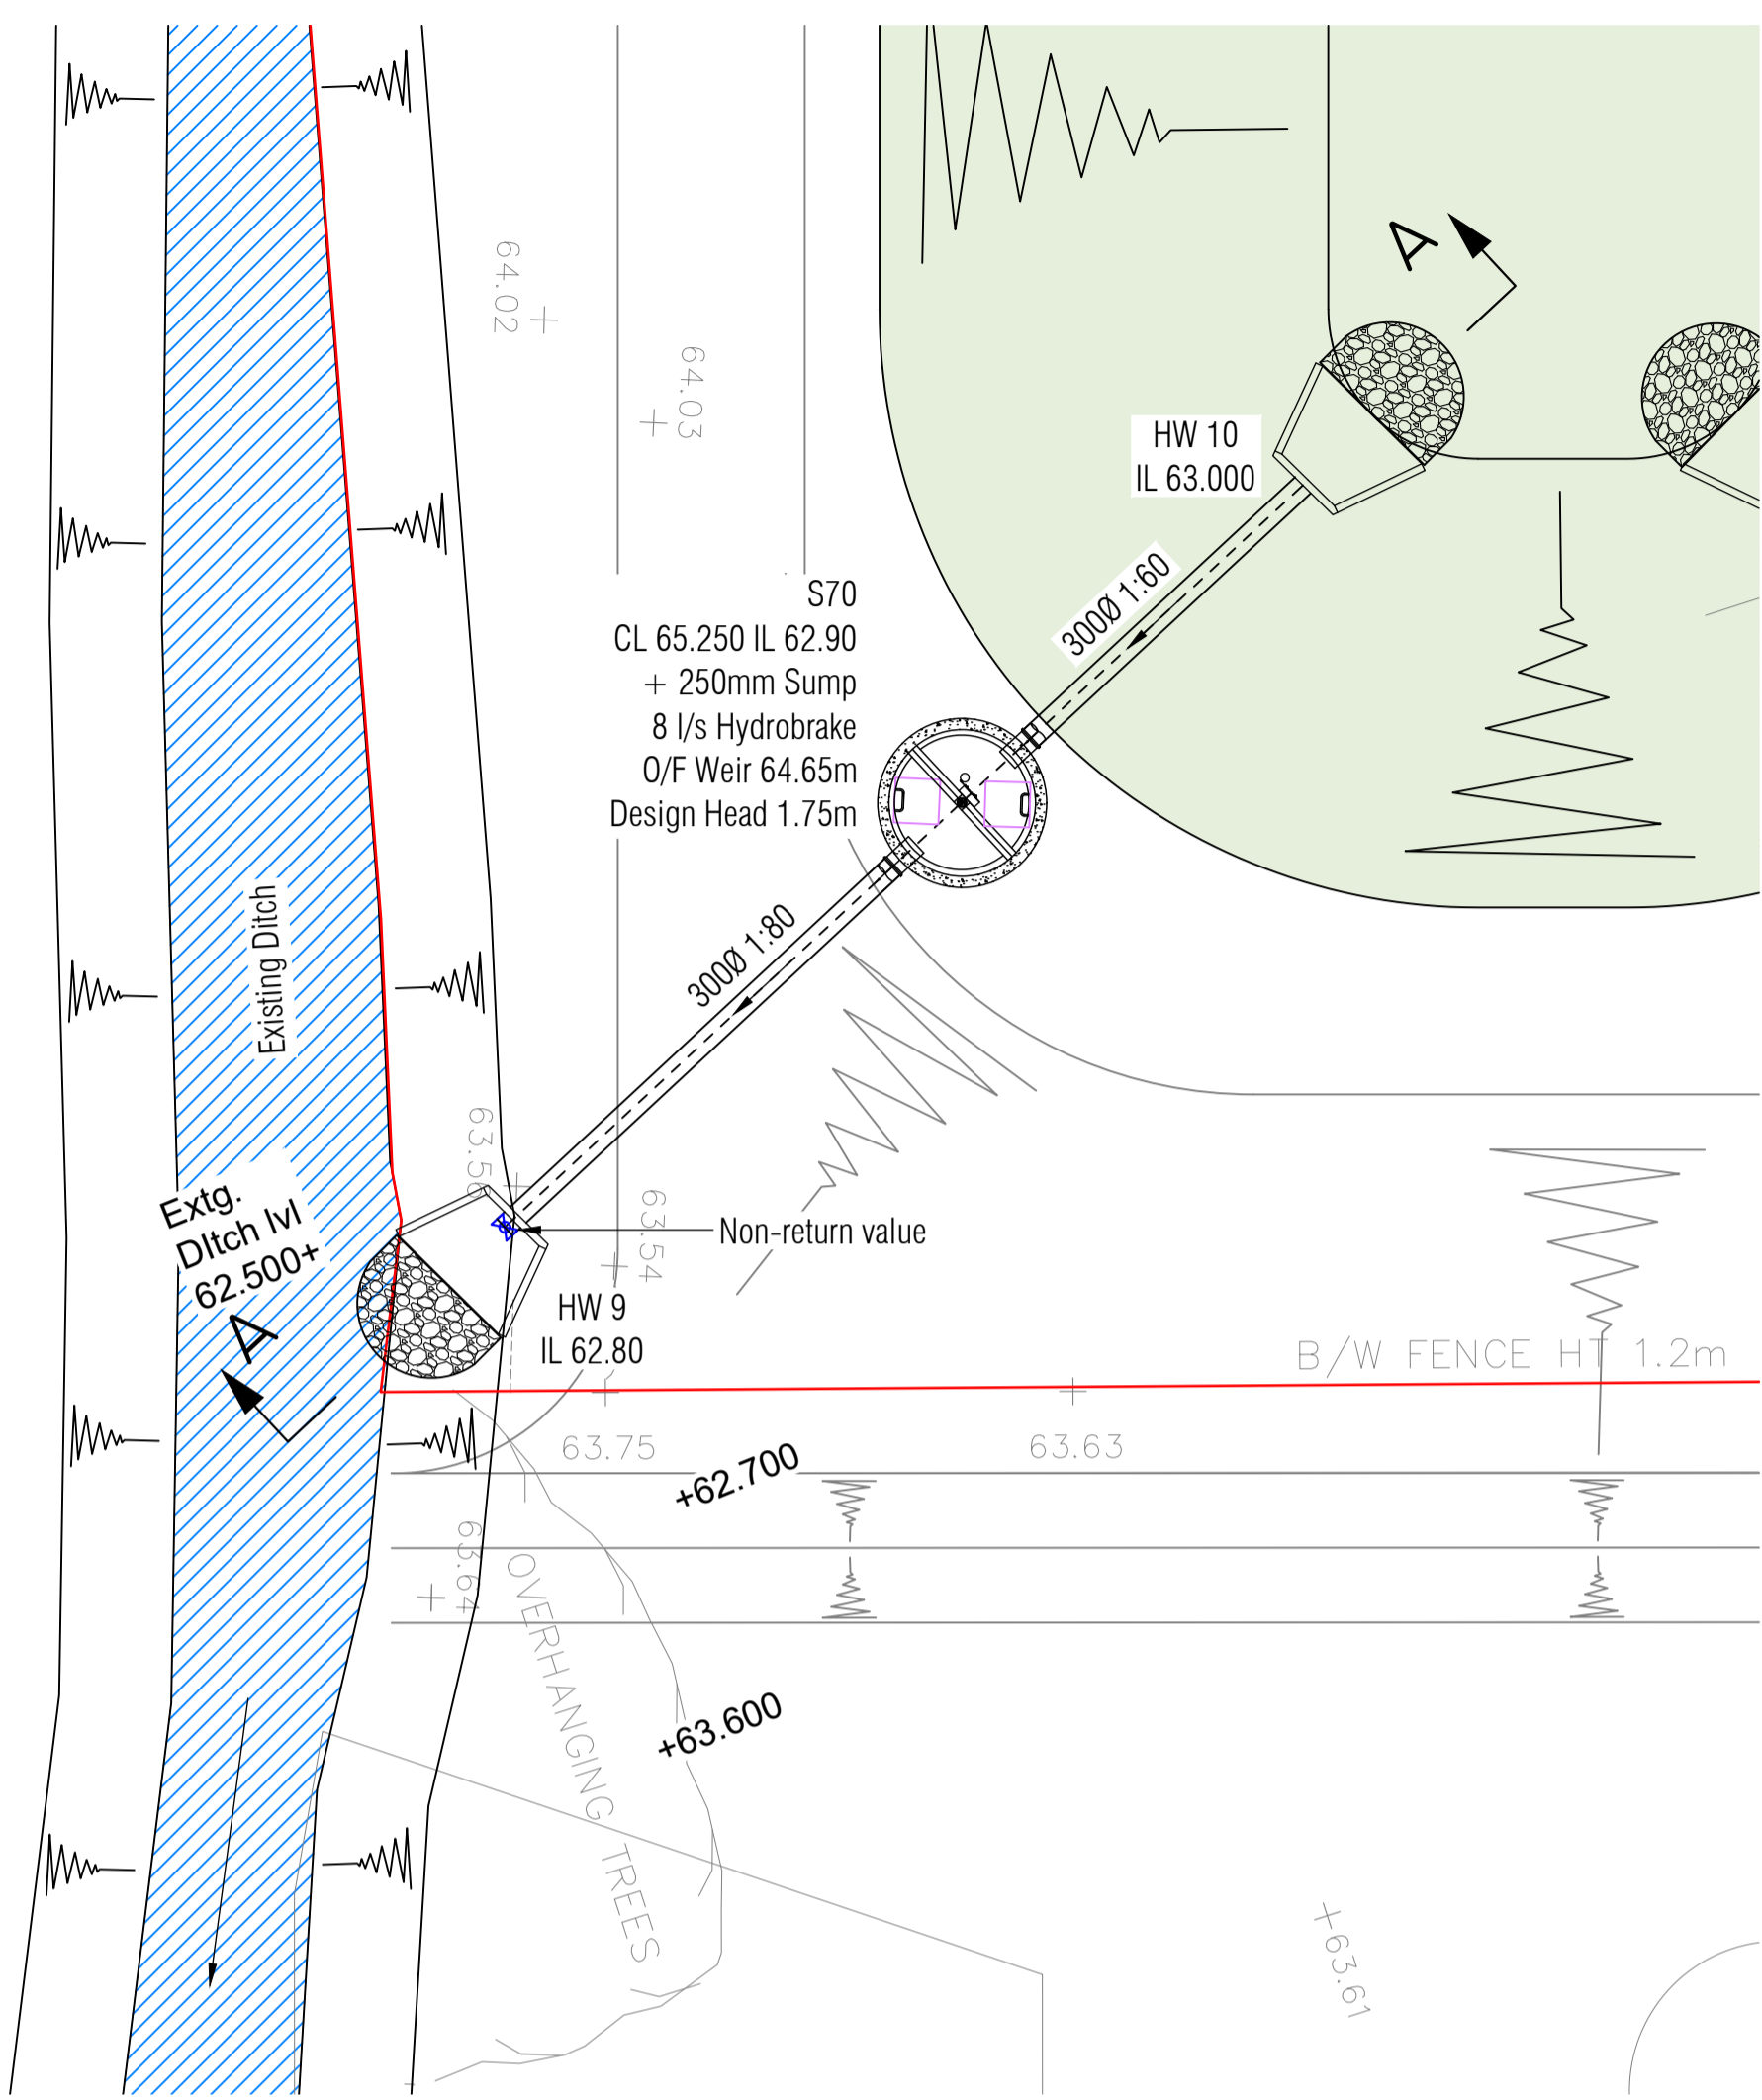 64.02
64.03
A
HW 10
IL 63.000
300Ø 1:60
S70
CL 65.250 IL 62.90
+ 250mm Sump
8 l/s Hydrobrake
O/F Weir 64.65m
Design Head 1.75m
Existing Ditch
300Ø 1:80
Extg.
DItch lvl
62.500+
A
63.54
Non-return value
HW 9
IL 62.80
B/W FENCE HT 1.2m
63.75
63.63
+62.700
63.64
OVERHANGING TREES
+63.600
+63.61